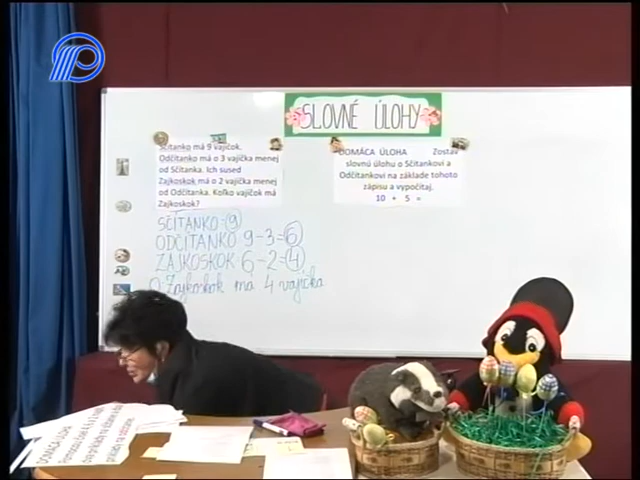 SLOVNÉ ÚLOHY
Sčítanko má 9 vajíčok.
Odčítanko má o 3 vajíčka menej
od Sčítanka. Ich sused
Zajkoskok má o 2 vajíčka menej
od Odčítanka. Koľko vajíčok má
Zajkoskok?
DOMÁCA ÚLOHA Zostav
slovnú úlohu o Sčítankovi a
Odčítankovi na základe tohoto
zápisu a vypočítaj.
10 + 5 =
SČÍTANKO 9
ODČÍTANKO 9-3=6
ZAJKOSKOK 6-2=4
O: Zajkoskok má 4 vajíčka
DOMÁCA ÚLOHA